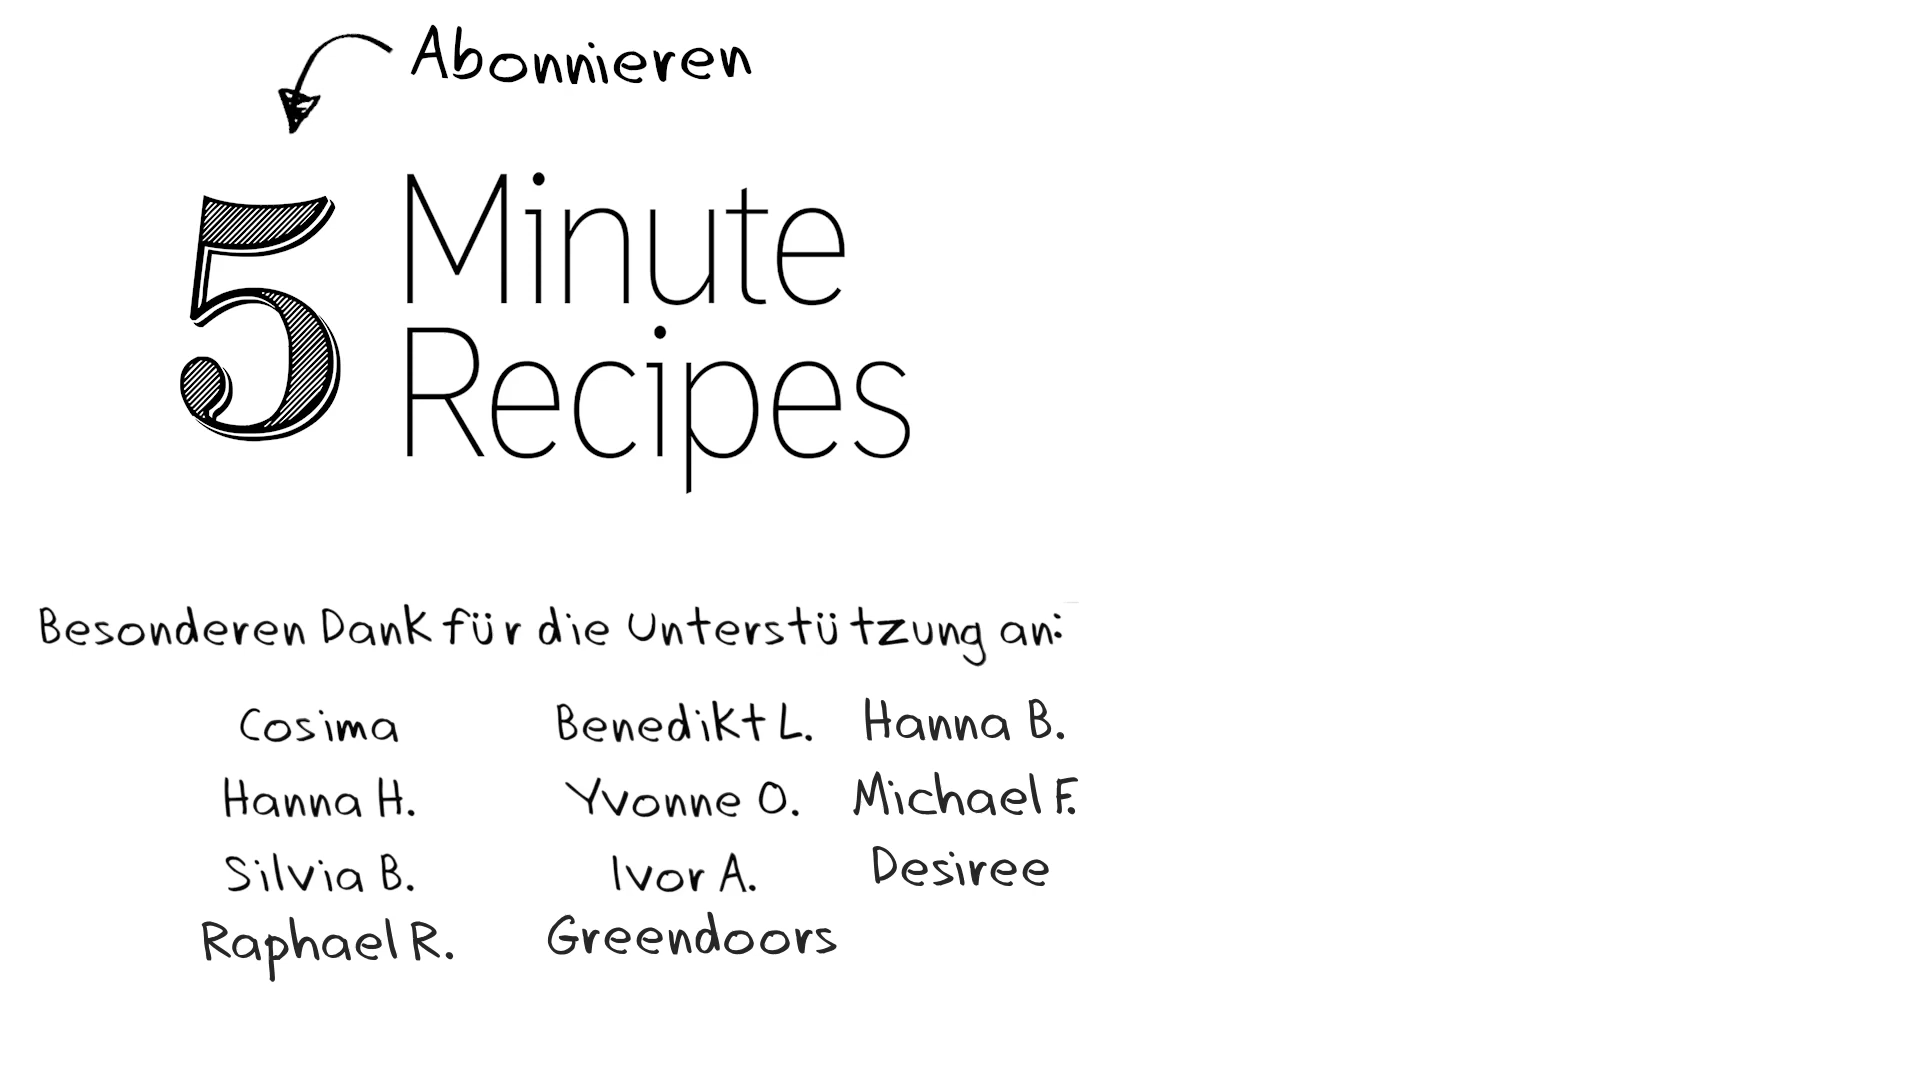 Abonnieren
5 Minute
Recipes
Besonderen Dank für die Unterstützung an:
Cosima Benedikt L. Hanna B.
Hanna H. Yvonne O. Michael F.
Silvia B. Ivor A. Desiree
Raphael R. Greendoors